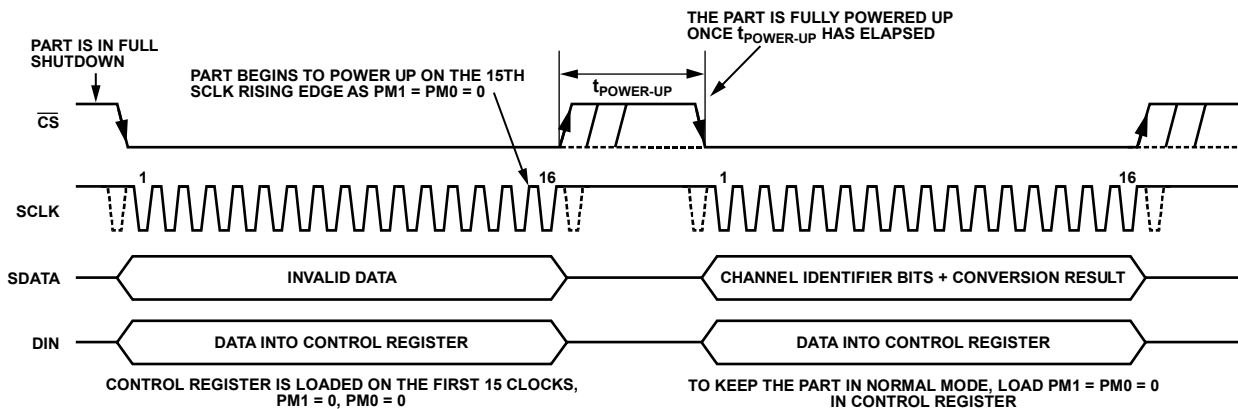 PART IS IN FULL
SHUTDOWN
PART BEGINS TO POWER UP ON THE 15TH
SCLK RISING EDGE AS PM1 = PM0 = 0
tPOWER-UP
THE PART IS FULLY POWERED UP
ONCE tPOWER-UP HAS ELAPSED
CS
1
16
1
16
SCLK
SDATA
INVALID DATA
CHANNEL IDENTIFIER BITS + CONVERSION RESULT
DIN
DATA INTO CONTROL REGISTER
DATA INTO CONTROL REGISTER
CONTROL REGISTER IS LOADED ON THE FIRST 15 CLOCKS,
PM1 = 0, PM0 = 0
TO KEEP THE PART IN NORMAL MODE, LOAD PM1 = PM0 = 0
IN CONTROL REGISTER